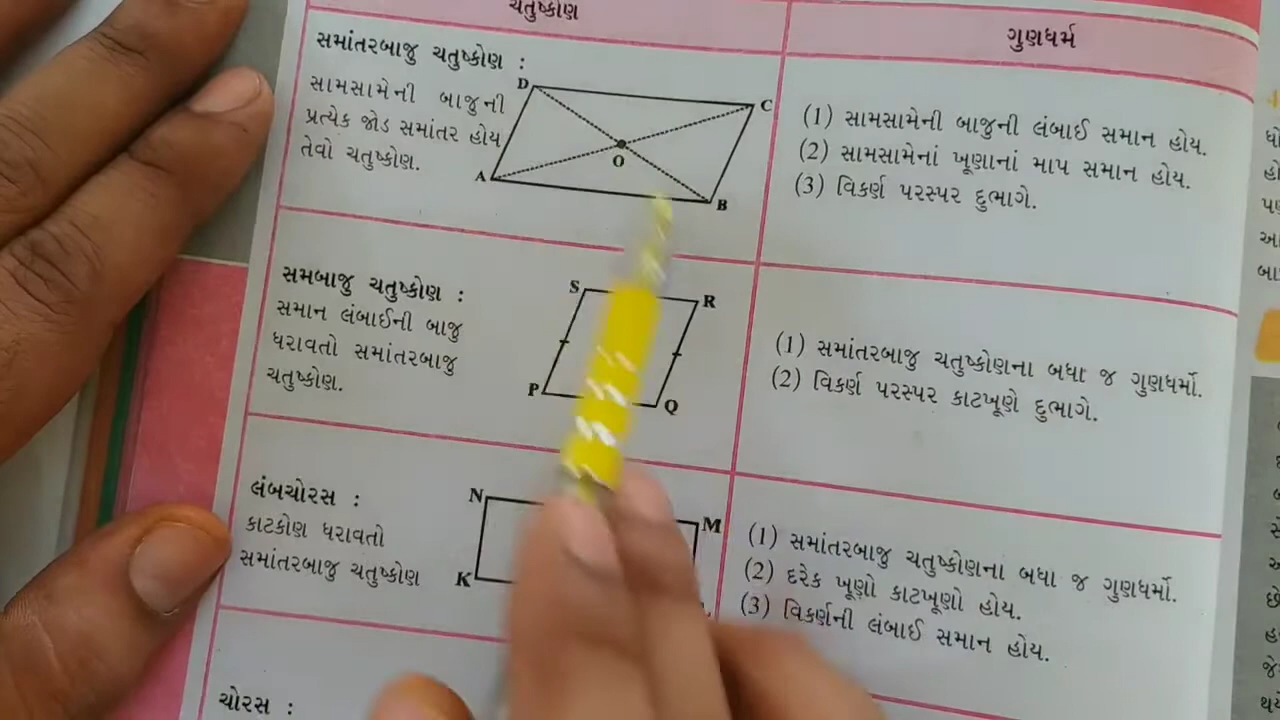 ચતુષ્કોણ
ગુણધર્મ
સમાંતરબાજુ ચતુષ્કોણ :
સામસામેની બાજુની
પ્રત્યેક જોડ સમાંતર હોય
તેવો ચતુષ્કોણ.
D
C
O
A
B
(1) સામસામેની બાજુની લંબાઈ સમાન હોય.
(2) સામસામેનાં ખૂણાનાં માપ સમાન હોય.
(3) વિકર્ણ પરસ્પર દુભાગે.
સમબાજુ ચતુષ્કોણ :
સમાન લંબાઈની બાજુ
ધરાવતો સમાંતરબાજુ
ચતુષ્કોણ.
S
R
P
Q
(1) સમાંતરબાજુ ચતુષ્કોણના બધા જ ગુણધર્મો.
(2) વિકર્ણ પરસ્પર કાટખૂણે દુભાગે.
લંબચોરસ :
કાટકોણ ધરાવતો
સમાંતરબાજુ ચતુષ્કોણ
N
M
K
(1) સમાંતરબાજુ ચતુષ્કોણના બધા જ ગુણધર્મો.
(2) દરેક ખૂણો કાટખૂણો હોય.
(3) વિકર્ણની લંબાઈ સમાન હોય.
ચોરસ :